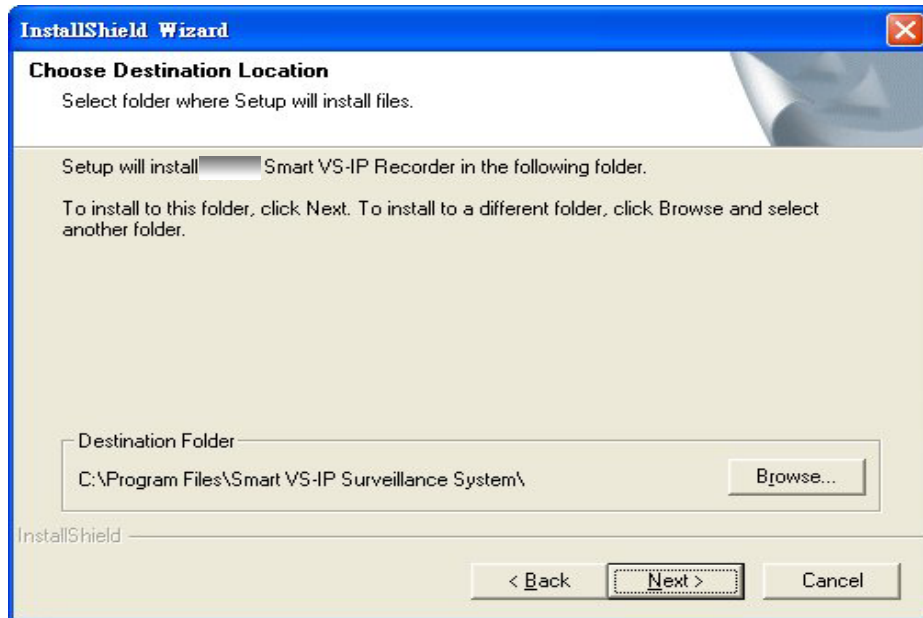 InstallShield Wizard
Choose Destination Location
Select folder where Setup will install files.
Setup will install Smart VS-IP Recorder in the following folder.
To install to this folder, click Next. To install to a different folder, click Browse and select
another folder.
Destination Folder
C:\Program Files\Smart VS-IP Surveillance System\
Browse...
InstallShield
< Back
Next >
Cancel